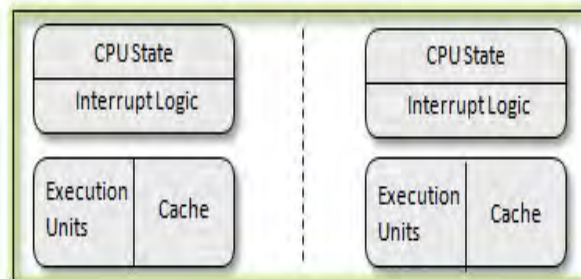 CPU State
Interrupt Logic
Execution
Units
Cache
CPU State
Interrupt Logic
Execution
Units
Cache